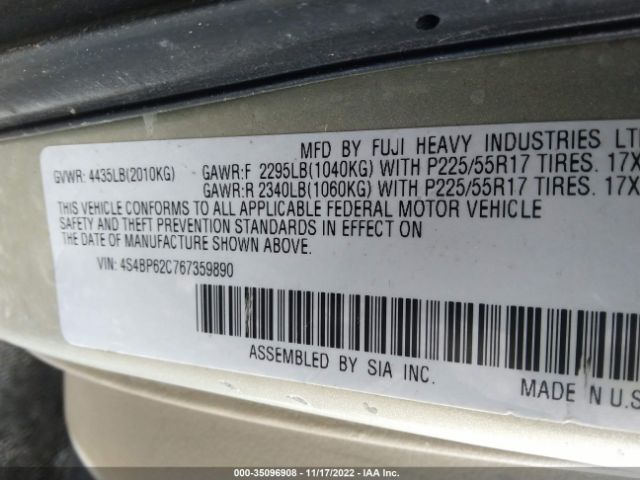 MFD BY FUJI HEAVY INDUSTRIES LTD
GVWR: 4435LB(2010KG) GAWR:F 2295LB(1040KG) WITH P225/55R17 TIRES. 17X
GAWR:R 2340LB(1060KG) WITH P225/55R17 TIRES. 17X
THIS VEHICLE CONFORMS TO ALL APPLICABLE FEDERAL MOTOR VEHICLE
SAFETY AND THEFT PREVENTION STANDARDS IN EFFECT ON
THE DATE OF MANUFACTURE SHOWN ABOVE.
VIN: 4S4BP62C767359890
ASSEMBLED BY SIA INC.
MADE IN U.S
000-35096908 - 11/17/2022 - IAA Inc.